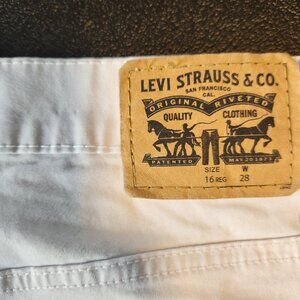 LEVI STRAUSS & CO.
SAN FRANCISCO
CAL.
ORIGINAL RIVETED
QUALITY CLOTHING
PATENTED MAY 20 1873
SIZE W
16 REG 28